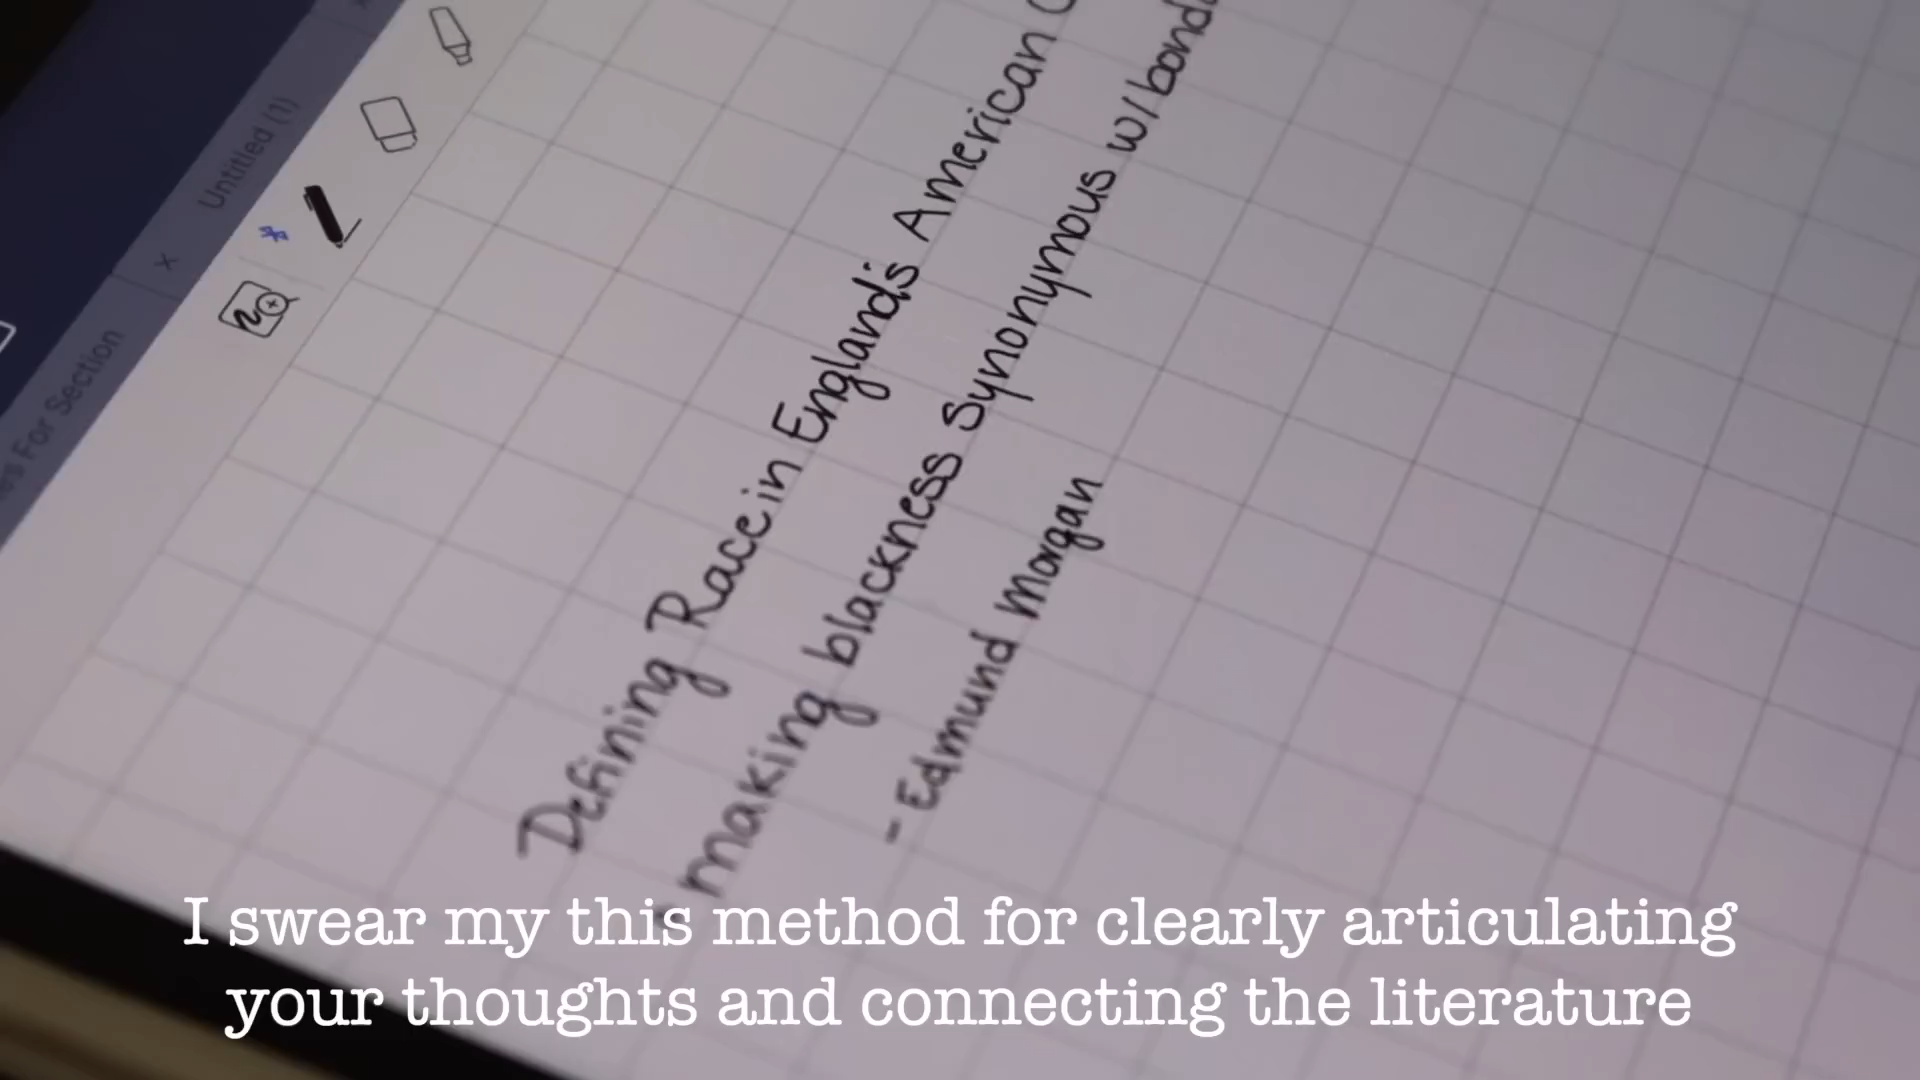 Untitled (1)
For Section
Defining Race in England's American
" making blackness synonymous w/
- Edmund Morgan
I swear my this method for clearly articulating
your thoughts and connecting the literature